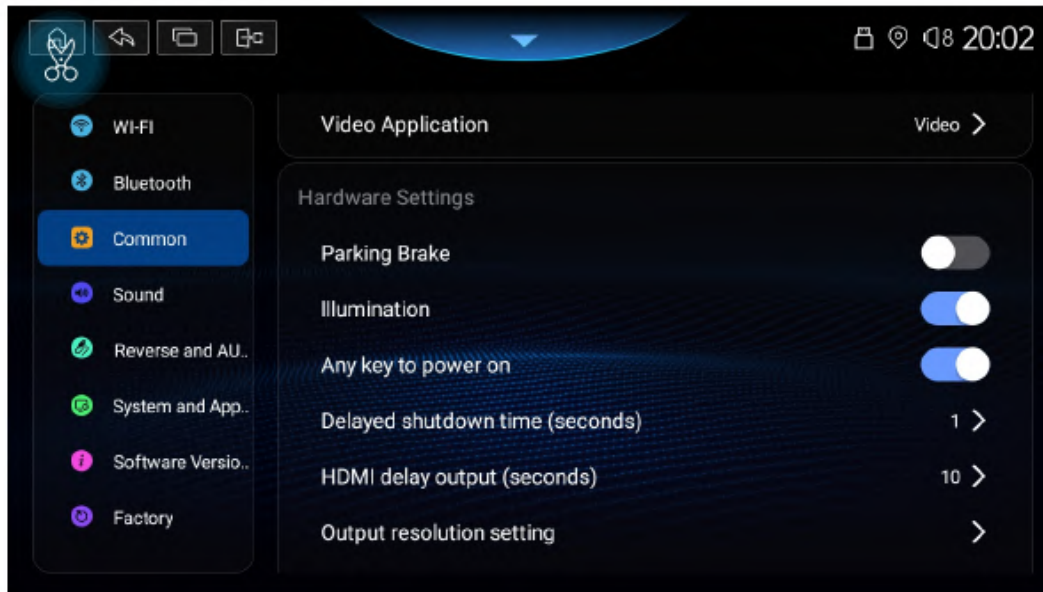 8 20:02
WI-FI
Bluetooth
Common
Sound
Reverse and AU..
System and App..
Software Versio..
Factory
Video Application
Video
Hardware Settings
Parking Brake
Illumination
Any key to power on
Delayed shutdown time (seconds)
1
HDMI delay output (seconds)
10
Output resolution setting